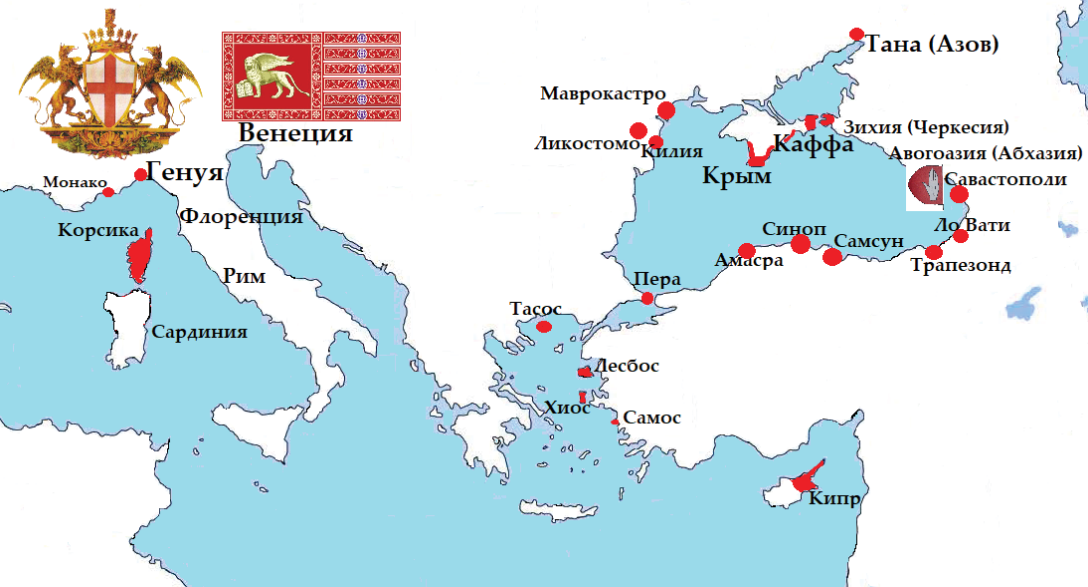 Тана (Азов)
Маврокастро
Венеция
Ликостомо
Килия
Зихия (Черкесия)
Каффа
Авогоазия (Абхазия)
Крым
Генуя
Монако
Савастополи
Флоренция
Корсика
Ло Вати
Синоп
Самсун
Амасра
Трапезонд
Рим
Пера
Тасос
Сардиния
Лесбос
Хиос
Самос
Кипр